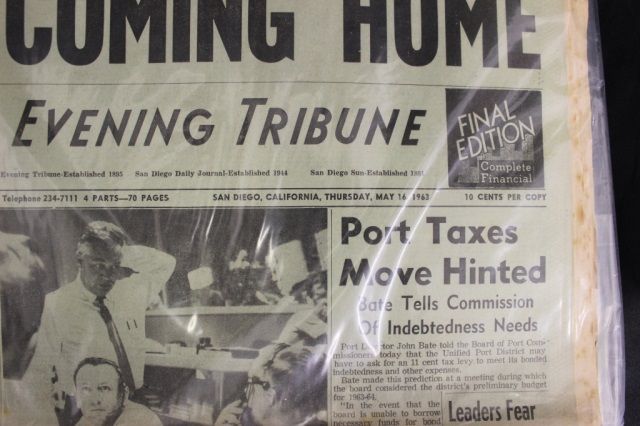 COMING HOME
EVENING TRIBUNE
FINAL
EDITION
Complete
Financial
Evening Tribune-Established 1895 San Diego Daily Journal-Established 1944 San Diego Sun-Established 1881
Telephone 234-7111 4 PARTS—70 PAGES SAN DIEGO, CALIFORNIA, THURSDAY, MAY 16, 1963 10 CENTS PER COPY
Port Taxes
Move Hinted
Bate Tells Commission
Of Indebtedness Needs
Port Director John Bate told the Board of Port Com-
missioners today that the Unified Port District may
have to ask for an 11 cent tax levy to meet its bonded
indebtedness and other expenses.
Bate made this prediction at a meeting during which
the board considered the district's preliminary budget
for 1963-64.
"In the event that the
board is unable to borrow
necessary funds for bond
Leaders Fear